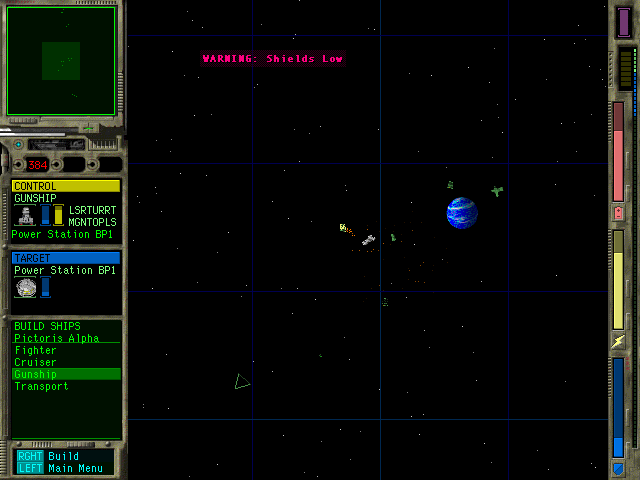 WARNING: Shields Low
384
CONTROL
GUNSHIP
LSRTURRT
MGNTOPLS
Power Station BP1
TARGET
Power Station BP1
BUILD SHIPS
Pictoris Alpha
Fighter
Cruiser
Gunship
Transport
RGHT Build
LEFT Main Menu